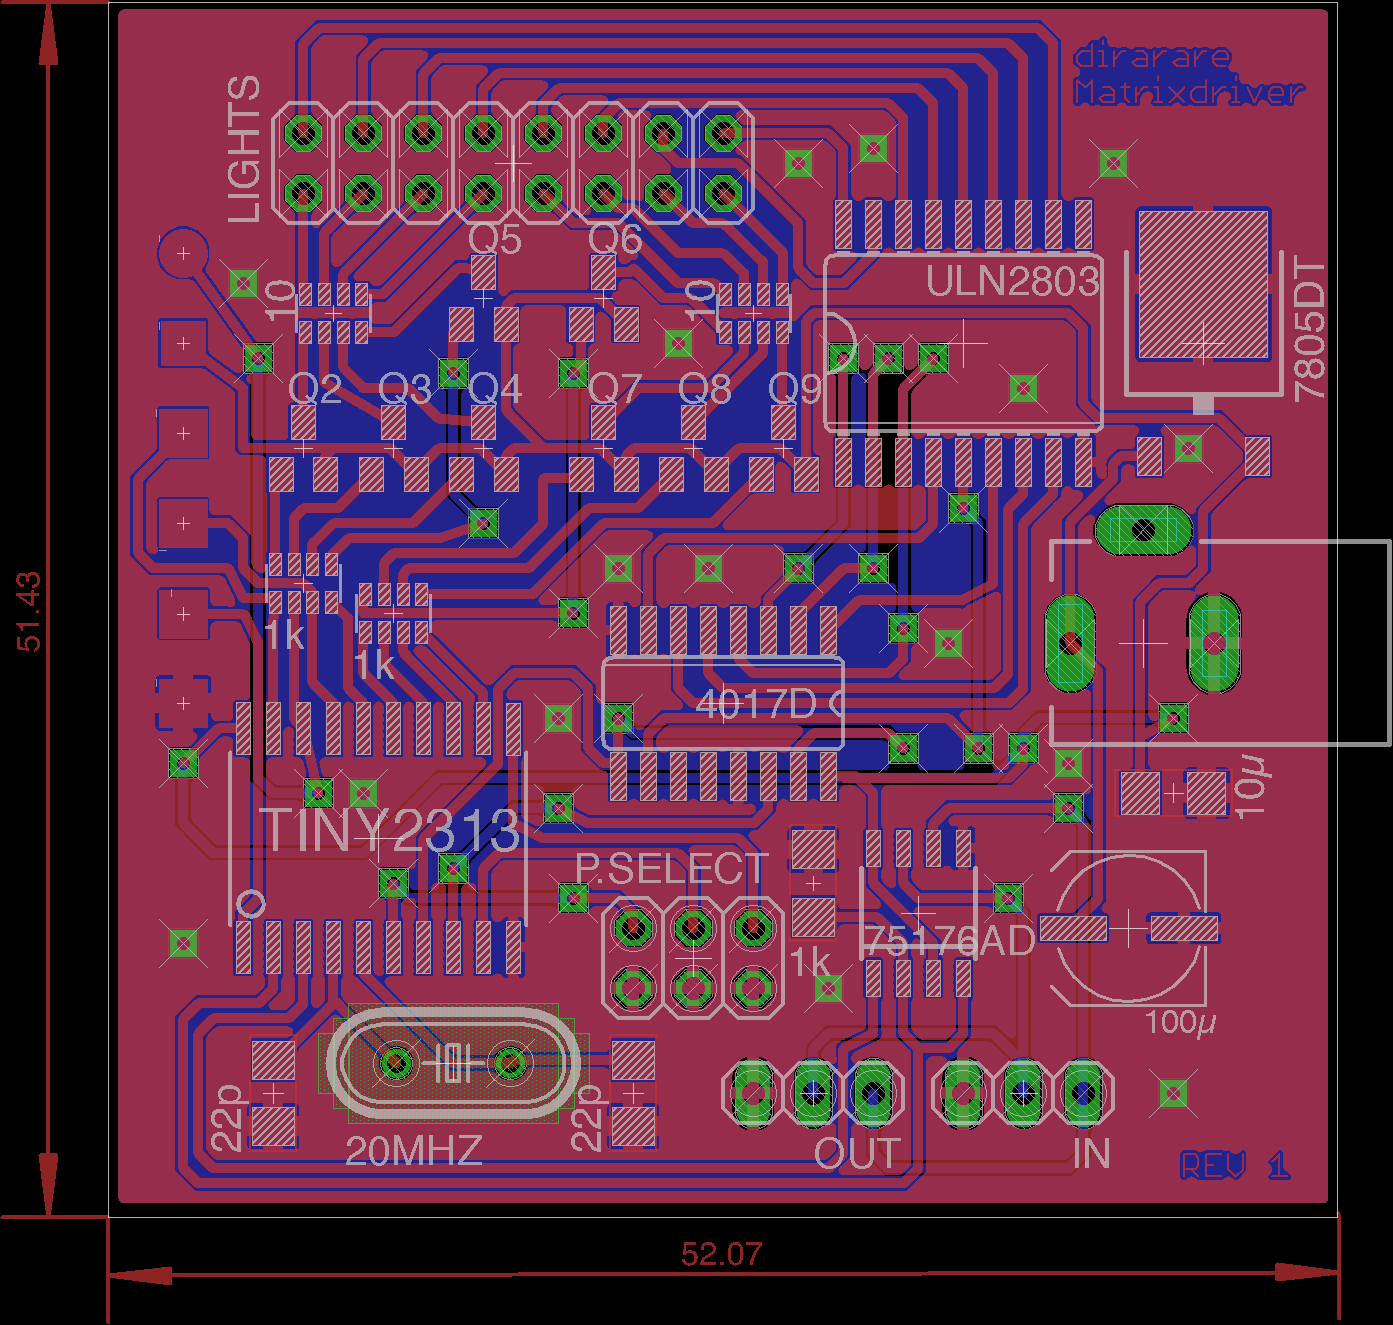 dirarare
Matrixdriver
LIGHTS
Q5
Q6
10
10
ULN2803
7805DT
Q2
Q3
Q4
Q7
Q8
Q9
51.43
1k
1k
4017D
TINY2313
10µ
P.SELECT
75176AD
1k
100µ
22p
22p
20MHZ
OUT
IN
REV 1
52.07